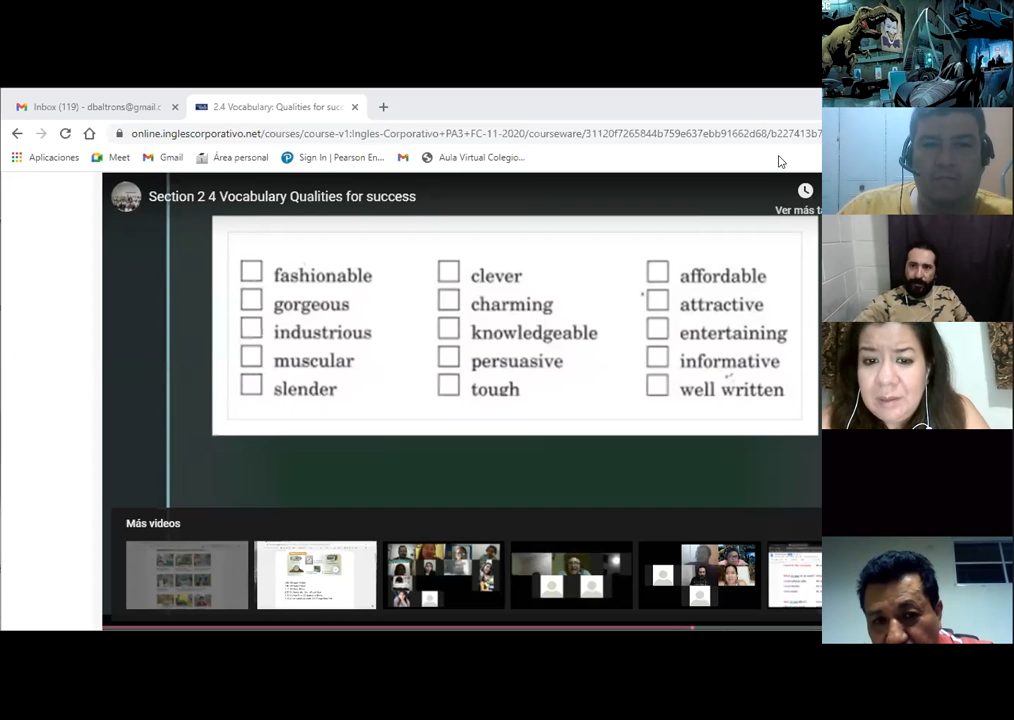 Inbox (119) - dbaltrons@gmail.c
2.4 Vocabulary: Qualities for succ
online.inglescorporativo.net/courses/course-v1:Ingles-Corporativo+PA3+FC-11-2020/courseware/31120f7265844b759e637ebb91662d68/b227413b7
Aplicaciones Meet Gmail Área personal Sign In | Pearson En... Aula Virtual Colegio...
Section 2 4 Vocabulary Qualities for success
Ver más ta
fashionable clever affordable
gorgeous charming attractive
industrious knowledgeable entertaining
muscular persuasive informative
slender tough well written
Más videos